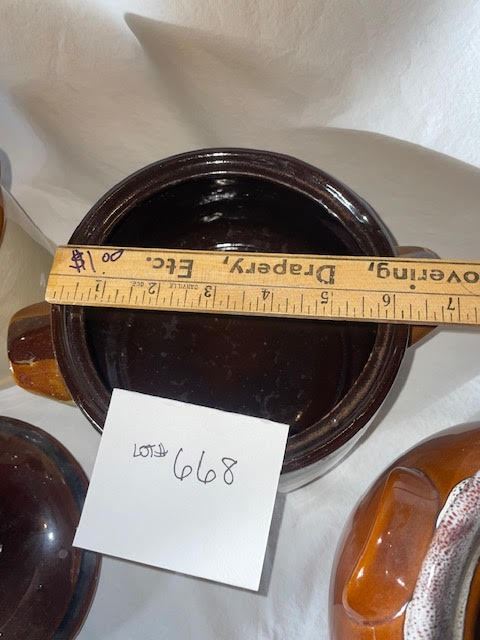 $1.00
overing, Drapery, Etc.
1 2 3 4 5 6 7
LOT# 668